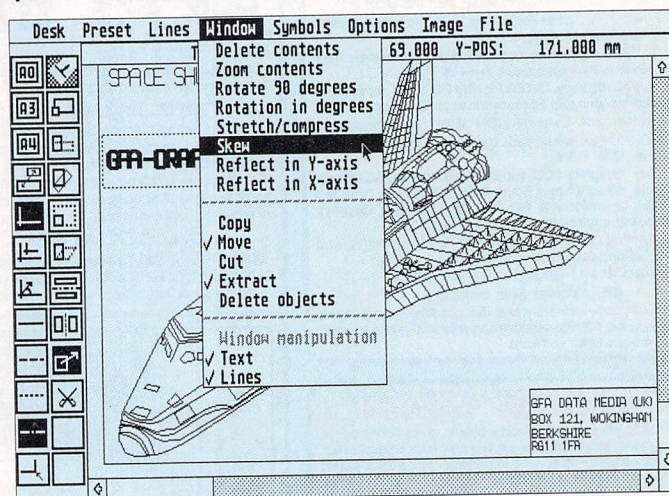 Desk Preset Lines Window Symbols Options Image File
69.000 Y-POS: 171.000 mm
Delete contents
Zoom contents
Rotate 90 degrees
Rotation in degrees
Stretch/compress
Skew
Reflect in Y-axis
Reflect in X-axis
Copy
✓ Move
Cut
✓ Extract
Delete objects
Window manipulation
✓ Text
✓ Lines
A0
A3
A4
SPACE SH
GFA-DRAF
GFA DATA MEDIA (UK)
BOX 121, WOKINGHAM
BERKSHIRE
RG11 1FA